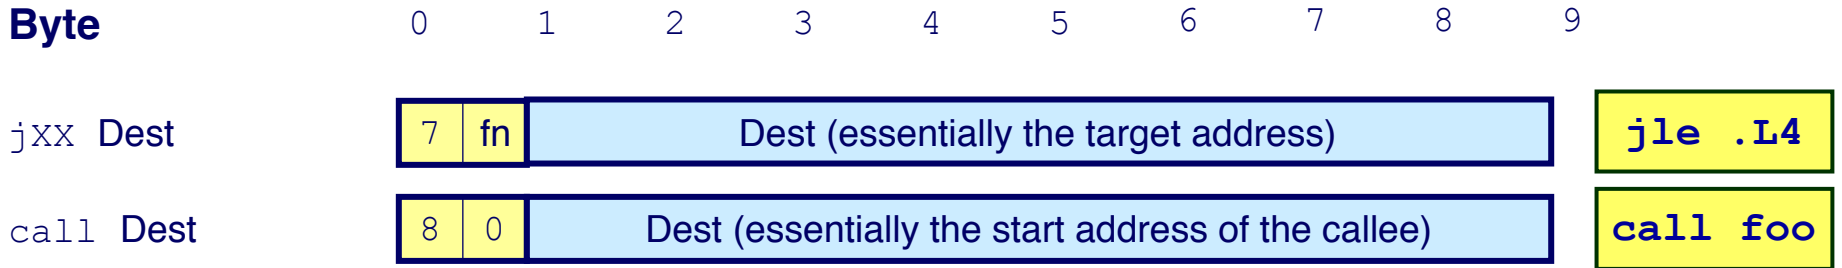 Byte 0 1 2 3 4 5 6 7 8 9
jXX Dest 7 fn Dest (essentially the target address) jle .L4
call Dest 8 0 Dest (essentially the start address of the callee) call foo